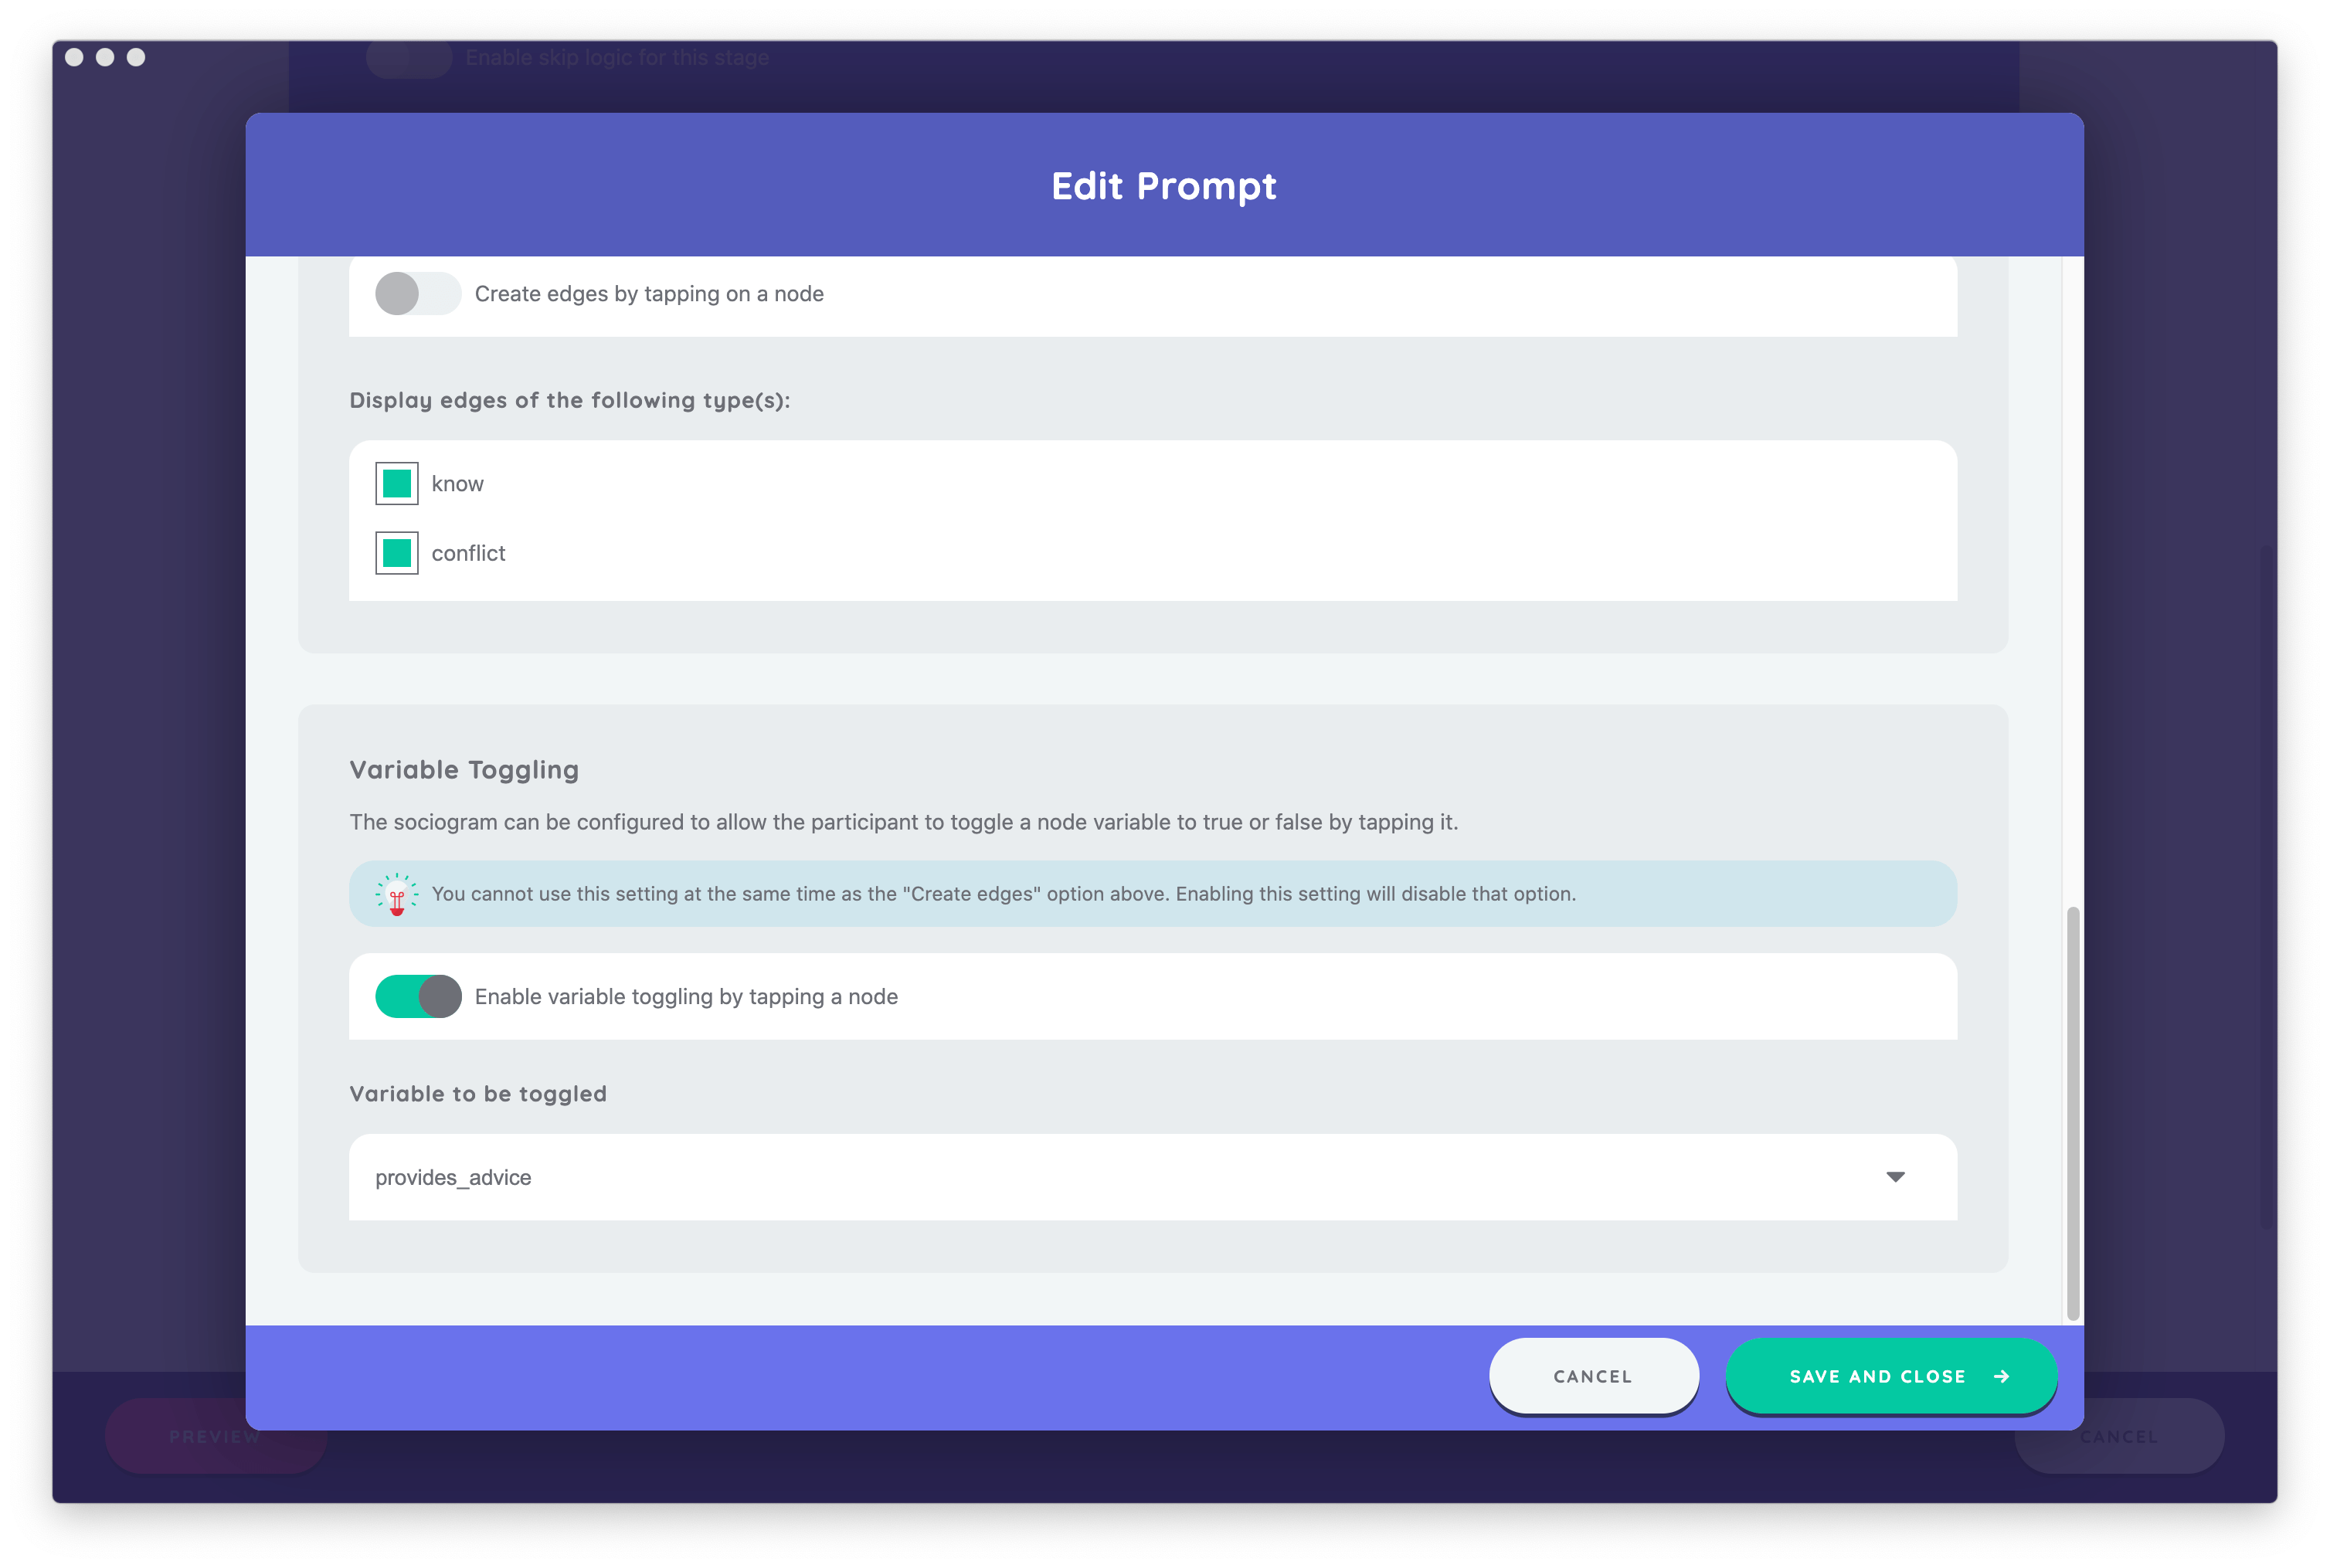 Enable skip logic for this stage
Edit Prompt
Create edges by tapping on a node
Display edges of the following type(s):
know
conflict
Variable Toggling
The sociogram can be configured to allow the participant to toggle a node variable to true or false by tapping it.
You cannot use this setting at the same time as the "Create edges" option above. Enabling this setting will disable that option.
Enable variable toggling by tapping a node
Variable to be toggled
provides_advice
CANCEL
SAVE AND CLOSE
PREVIEW
CANCEL